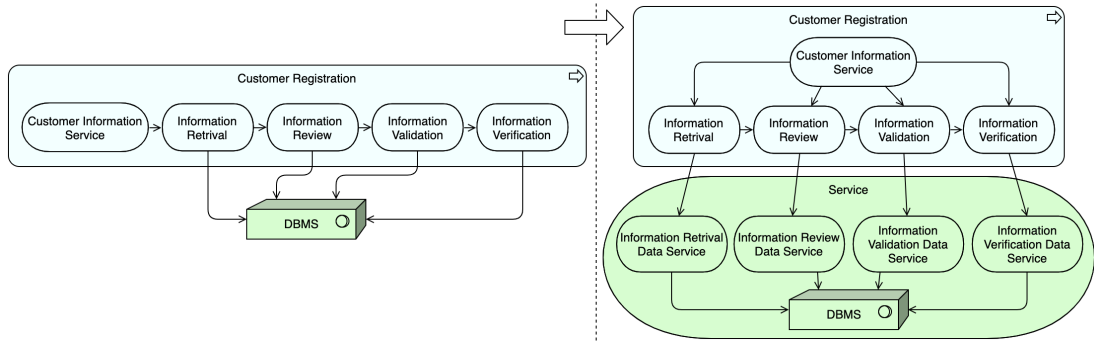 Customer Registration
Customer Information
Service
Information
Retrival
Information
Review
Information
Validation
Information
Verification
DBMS
Customer Registration
Customer Information
Service
Information
Retrival
Information
Review
Information
Validation
Information
Verification
Service
Information Retrival
Data Service
Information Review
Data Service
Information
Validation Data
Service
Information
Verification Data
Service
DBMS